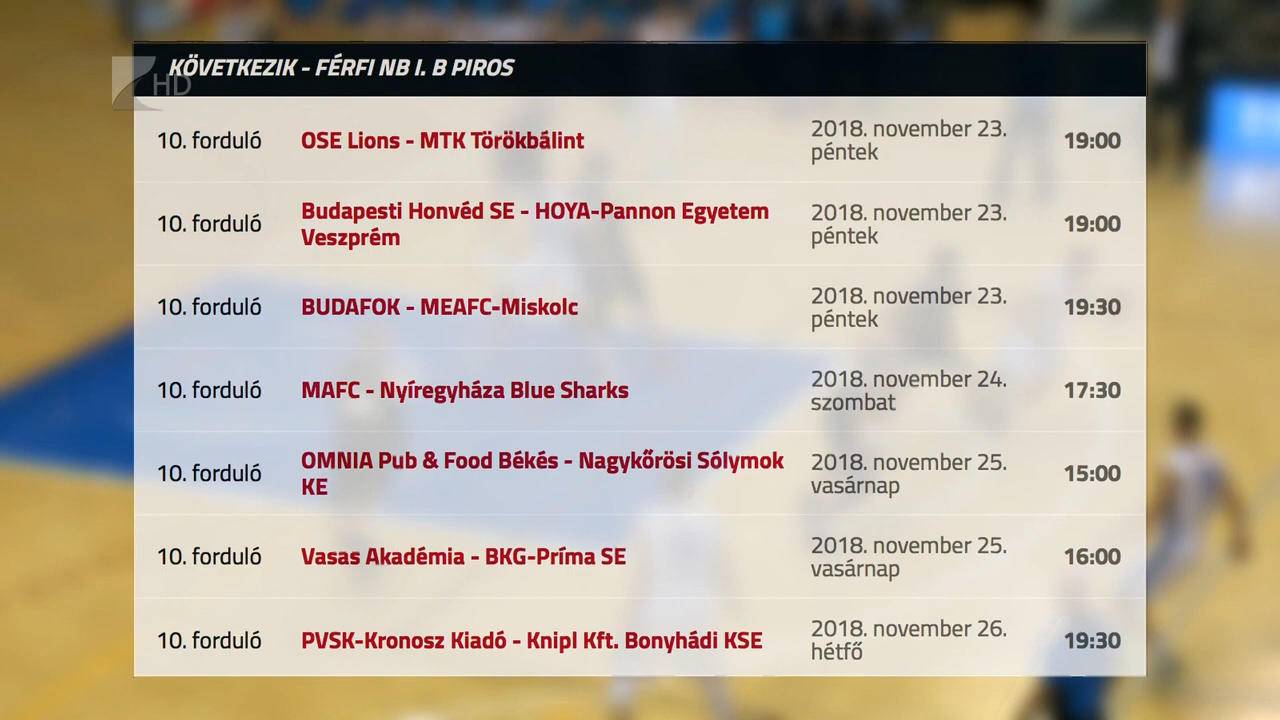 KÖVETKEZIK - FÉRFI NB I. B PIROS
HD
10. forduló OSE Lions - MTK Törökbálint 2018. november 23. péntek 19:00
10. forduló Budapesti Honvéd SE - HOYA-Pannon Egyetem Veszprém 2018. november 23. péntek 19:00
10. forduló BUDAFOK - MEAFC-Miskolc 2018. november 23. péntek 19:30
10. forduló MAFC - Nyíregyháza Blue Sharks 2018. november 24. szombat 17:30
10. forduló OMNIA Pub & Food Békés - Nagykőrösi Sólymok KE 2018. november 25. vasárnap 15:00
10. forduló Vasas Akadémia - BKG-Príma SE 2018. november 25. vasárnap 16:00
10. forduló PVSK-Kronosz Kiadó - Knipl Kft. Bonyhádi KSE 2018. november 26. hétfő 19:30